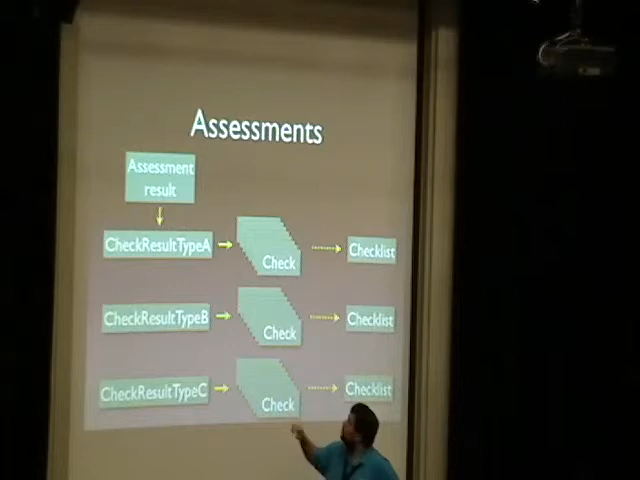 Assessments
Assessment
result
CheckResultTypeA
Check
Checklist
CheckResultTypeB
Check
Checklist
CheckResultTypeC
Check
Checklist